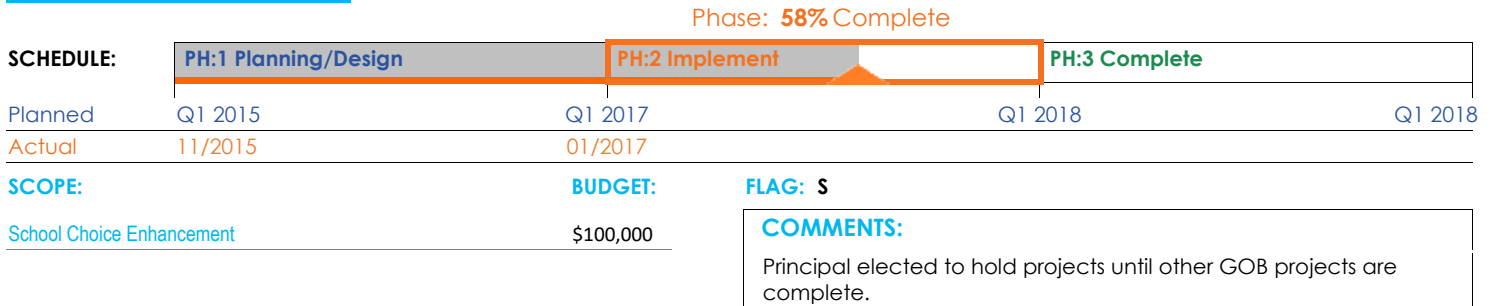 Phase: 58% Complete
SCHEDULE: PH:1 Planning/Design PH:2 Implement PH:3 Complete
Planned Q1 2015 Q1 2017 Q1 2018 Q1 2018
Actual 11/2015 01/2017
SCOPE: BUDGET: FLAG: S
School Choice Enhancement $100,000
COMMENTS:
Principal elected to hold projects until other GOB projects are
complete.